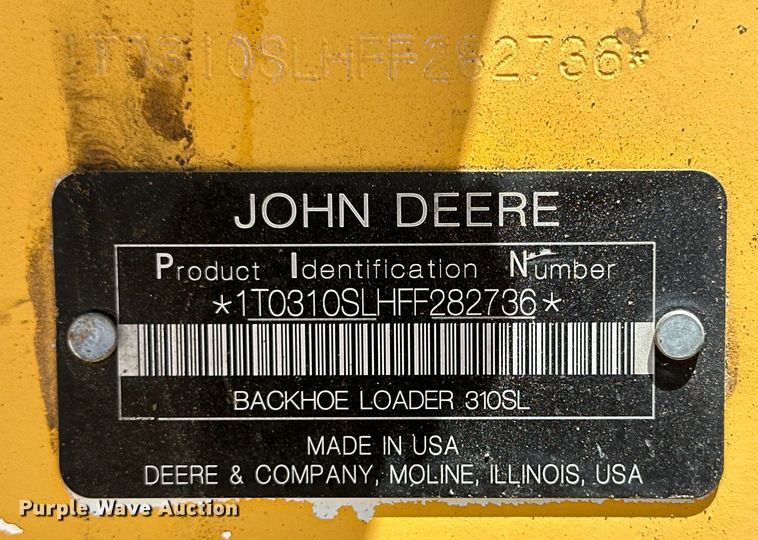 1T0310SLHFF282736*
JOHN DEERE
Product Identification Number
*1T0310SLHFF282736*
BACKHOE LOADER 310SL
MADE IN USA
DEERE & COMPANY, MOLINE, ILLINOIS, USA
Purple Wave Auction